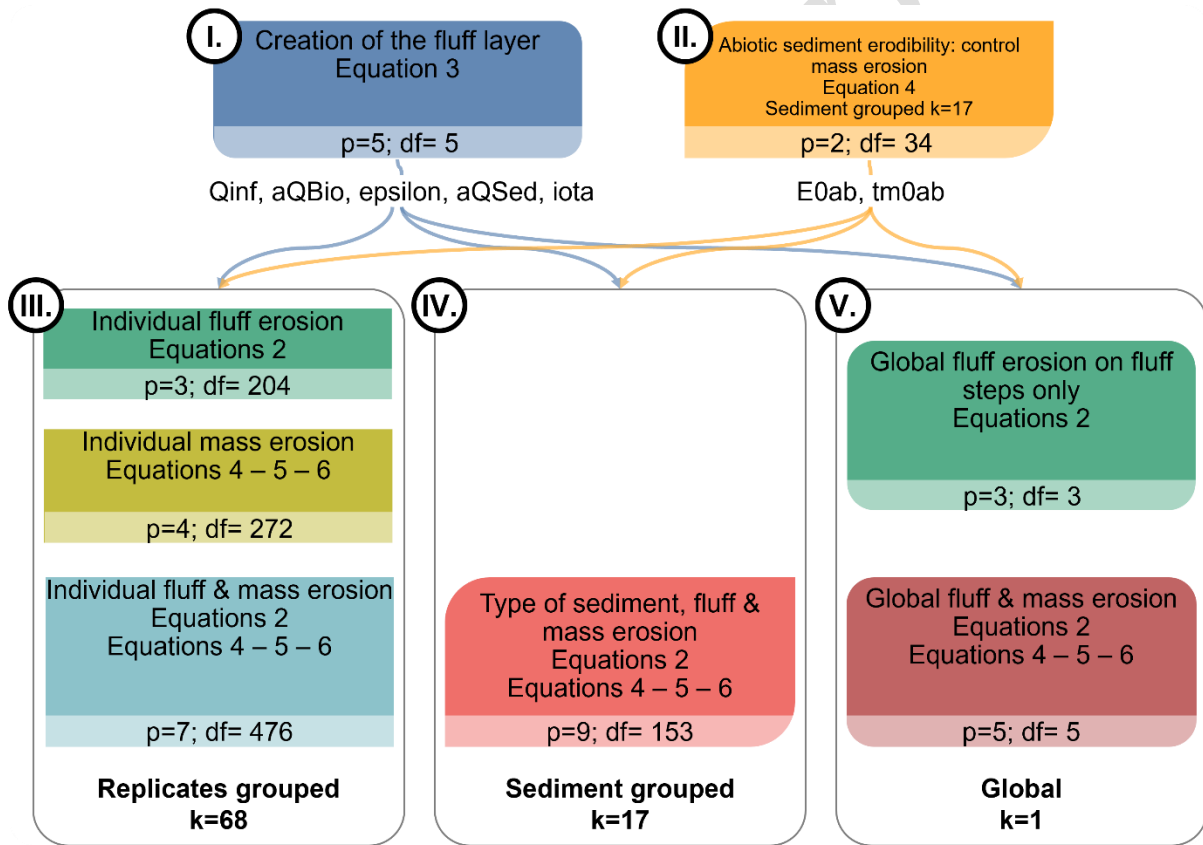 I.
Creation of the fluff layer
Equation 3
p=5; df= 5
II.
Abiotic sediment erodibility: control
mass erosion
Equation 4
Sediment grouped k=17
p=2; df= 34
Qinf, aQBio, epsilon, aQSed, iota
E0ab, tm0ab
III.
Individual fluff erosion
Equations 2
p=3; df= 204
Individual mass erosion
Equations 4 – 5 – 6
p=4; df= 272
Individual fluff & mass erosion
Equations 2
Equations 4 – 5 – 6
p=7; df= 476
Replicates grouped
k=68
IV.
Type of sediment, fluff &
mass erosion
Equations 2
Equations 4 – 5 – 6
p=9; df= 153
Sediment grouped
k=17
V.
Global fluff erosion on fluff
steps only
Equations 2
p=3; df= 3
Global fluff & mass erosion
Equations 2
Equations 4 – 5 – 6
p=5; df= 5
Global
k=1